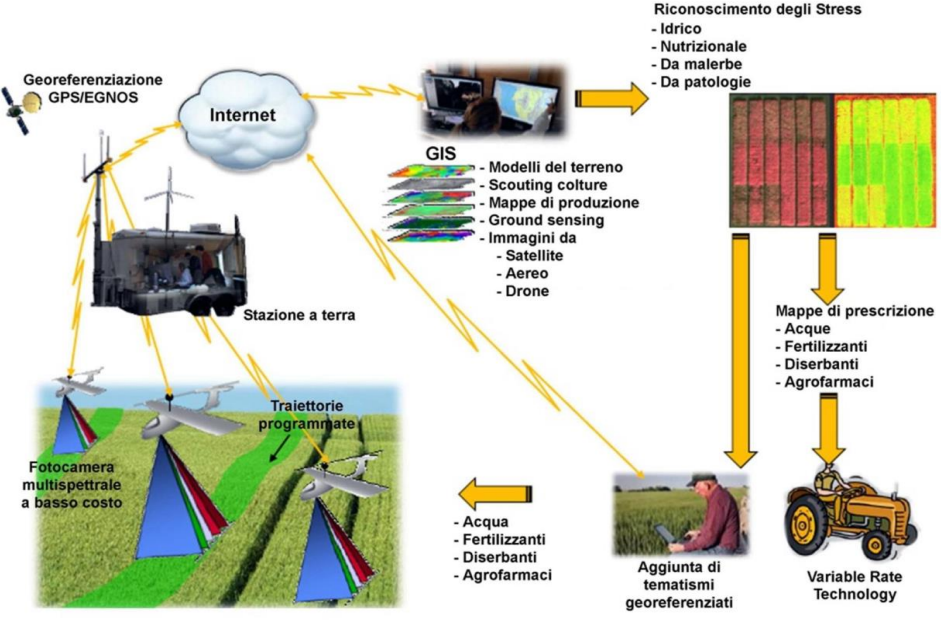 Georeferenziazione
GPS/EGNOS
Internet
GIS
- Modelli del terreno
- Scouting colture
- Mappe di produzione
- Ground sensing
- Immagini da
- Satellite
- Aereo
- Drone
Riconoscimento degli Stress
- Idrico
- Nutrizionale
- Da malerbe
- Da patologie
Stazione a terra
Mappe di prescrizione
- Acque
- Fertilizzanti
- Diserbanti
- Agrofarmaci
Traiettorie
programmate
Fotocamera
multispettrale
a basso costo
- Acqua
- Fertilizzanti
- Diserbanti
- Agrofarmaci
Aggiunta di
tematismi
georeferenziati
Variable Rate
Technology